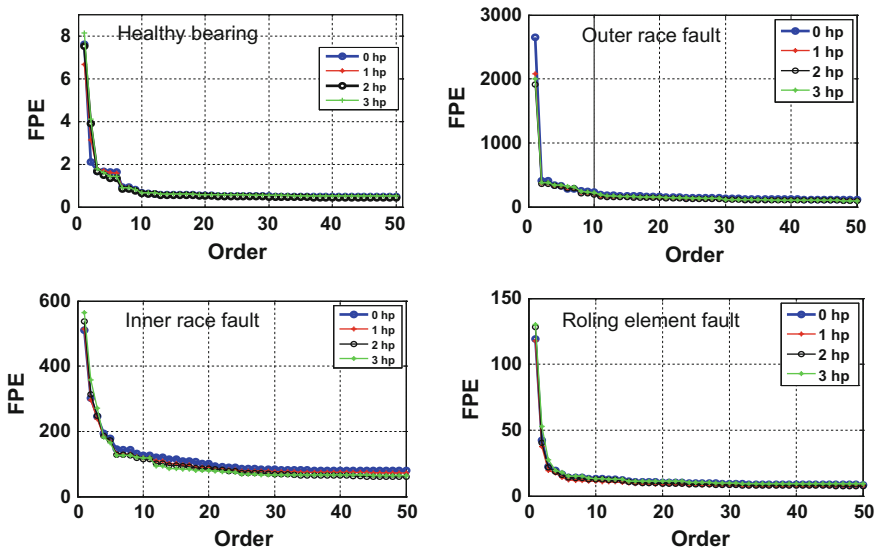 Healthy bearing
FPE
8
6
4
2
0
0 10 20 30 40 50
Order
0 hp
1 hp
2 hp
3 hp
Outer race fault
FPE
3000
2000
1000
0
0 10 20 30 40 50
Order
0 hp
1 hp
2 hp
3 hp
Inner race fault
FPE
600
400
200
0
0 10 20 30 40 50
Order
0 hp
1 hp
2 hp
3 hp
Roling element fault
FPE
150
100
50
0
0 10 20 30 40 50
Order
0 hp
1 hp
2 hp
3 hp